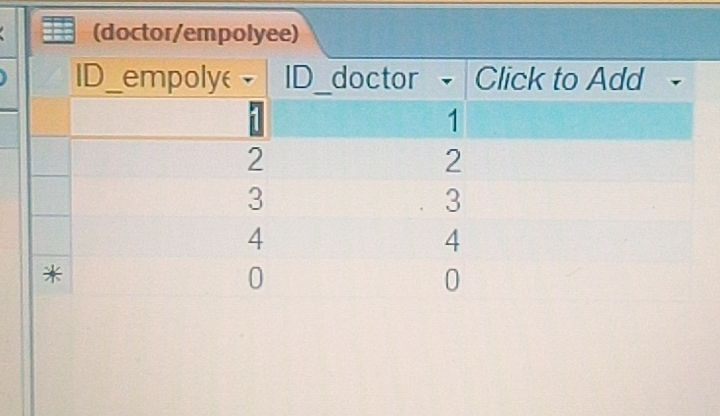 (doctor/empolyee)
ID_empolye ID_doctor Click to Add
1 1
2 2
3 3
4 4
* 0 0